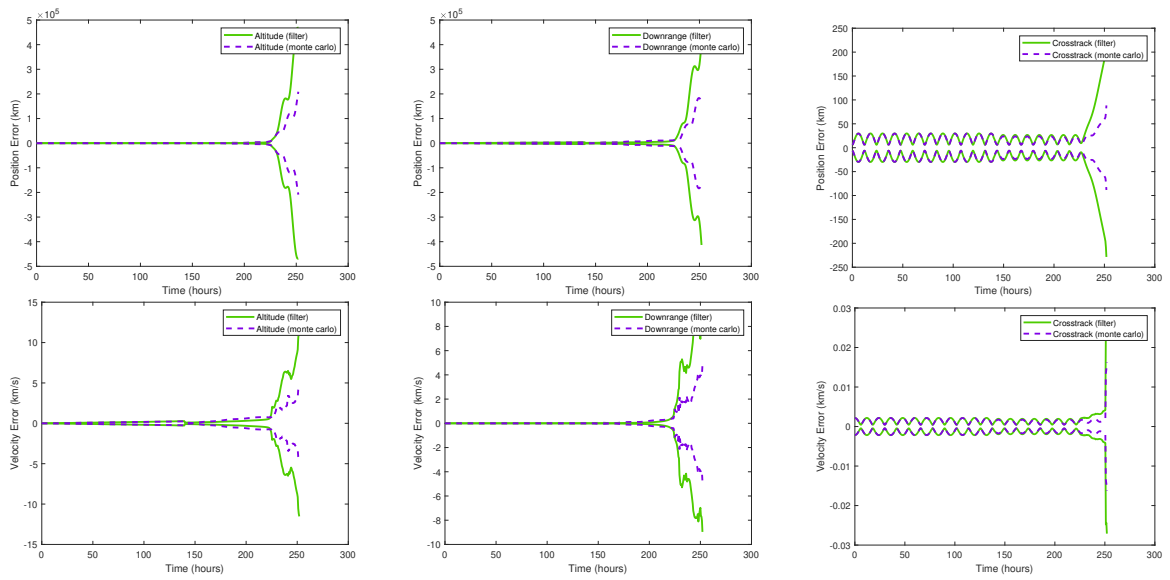 ×10⁵
5
4
3
2
1
0
-1
-2
-3
-4
-5
Position Error (km)
0 50 100 150 200 250 300
Time (hours)
Altitude (filter)
Altitude (monte carlo)
×10⁵
5
4
3
2
1
0
-1
-2
-3
-4
-5
Position Error (km)
0 50 100 150 200 250 300
Time (hours)
Downrange (filter)
Downrange (monte carlo)
250
200
150
100
50
0
-50
-100
-150
-200
-250
Position Error (km)
0 50 100 150 200 250 300
Time (hours)
Crosstrack (filter)
Crosstrack (monte carlo)
15
10
5
0
-5
-10
-15
Velocity Error (km/s)
0 50 100 150 200 250 300
Time (hours)
Altitude (filter)
Altitude (monte carlo)
10
8
6
4
2
0
-2
-4
-6
-8
-10
Velocity Error (km/s)
0 50 100 150 200 250 300
Time (hours)
Downrange (filter)
Downrange (monte carlo)
0.03
0.02
0.01
0
-0.01
-0.02
-0.03
Velocity Error (km/s)
0 50 100 150 200 250 300
Time (hours)
Crosstrack (filter)
Crosstrack (monte carlo)